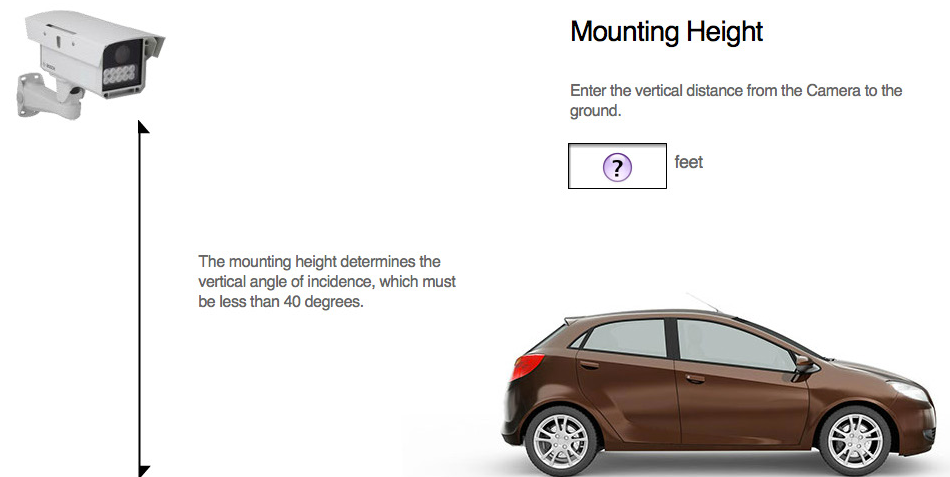 Mounting Height
Enter the vertical distance from the Camera to the
ground.
? feet
The mounting height determines the
vertical angle of incidence, which must
be less than 40 degrees.